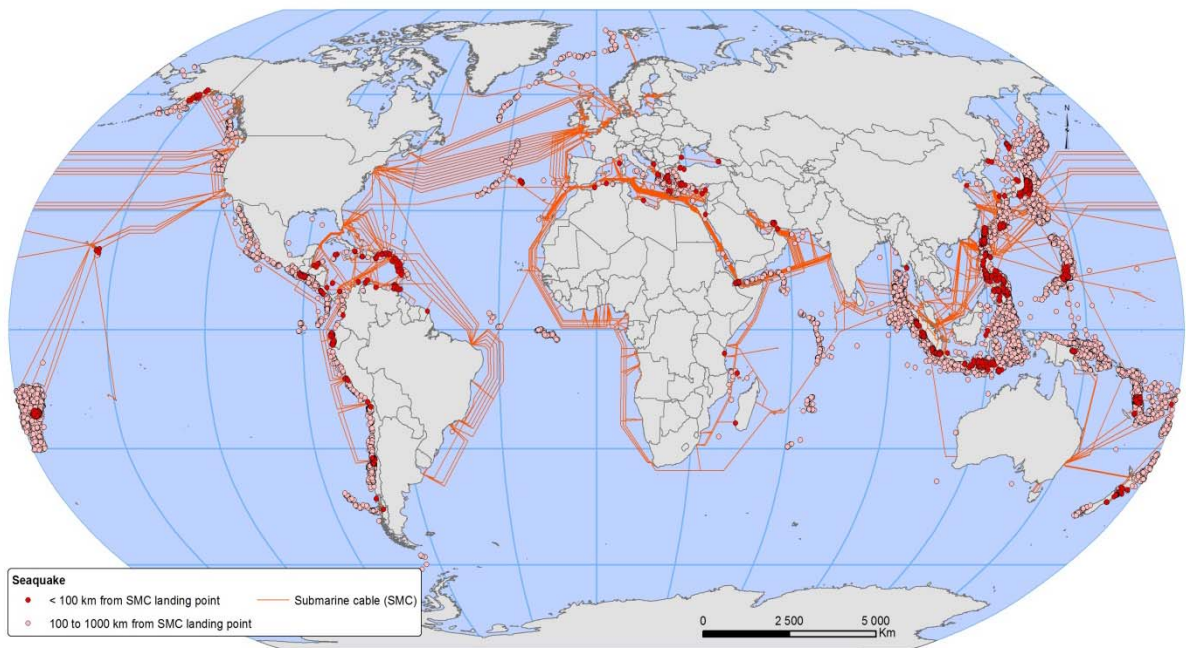 N
Seaquake
< 100 km from SMC landing point
Submarine cable (SMC)
100 to 1000 km from SMC landing point
0 2 500 5 000
Km